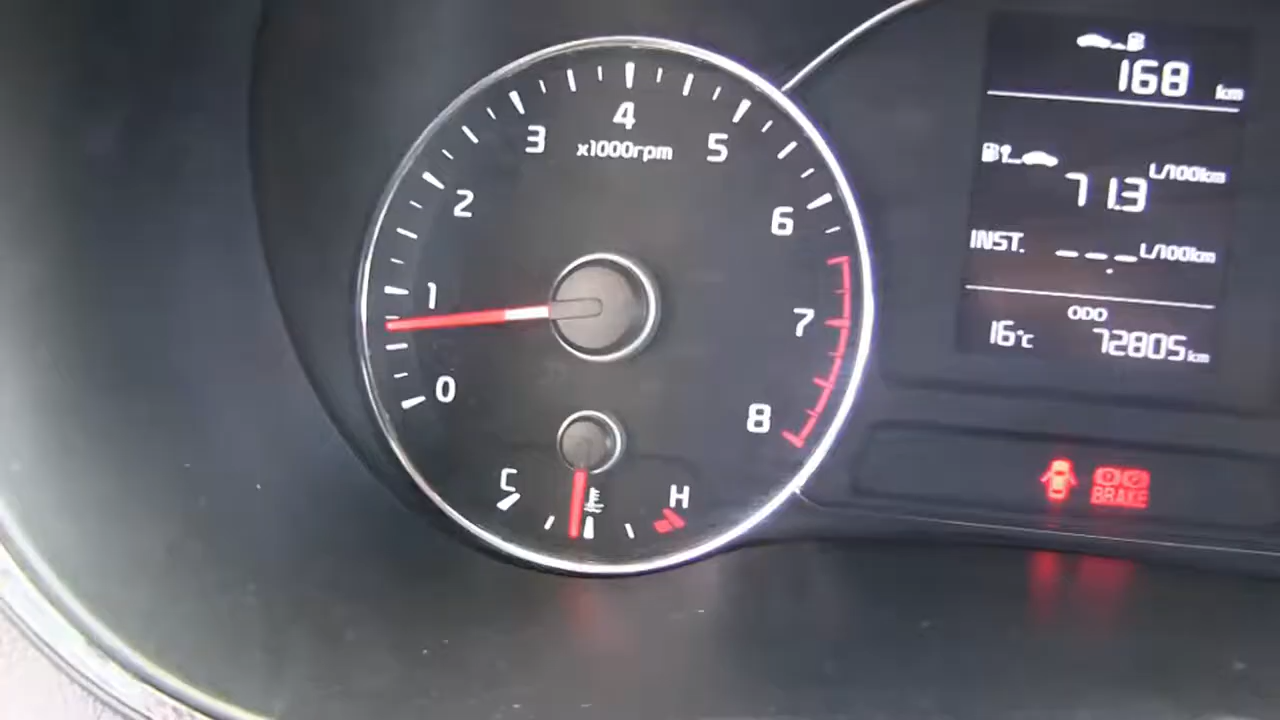 4
3
5
x1000rpm
2
6
1
7
0
8
C
H
168 km
L/100km
71.3
INST. _ _ _._ L/100km
ODO
16°C 72805 km
BRAKE